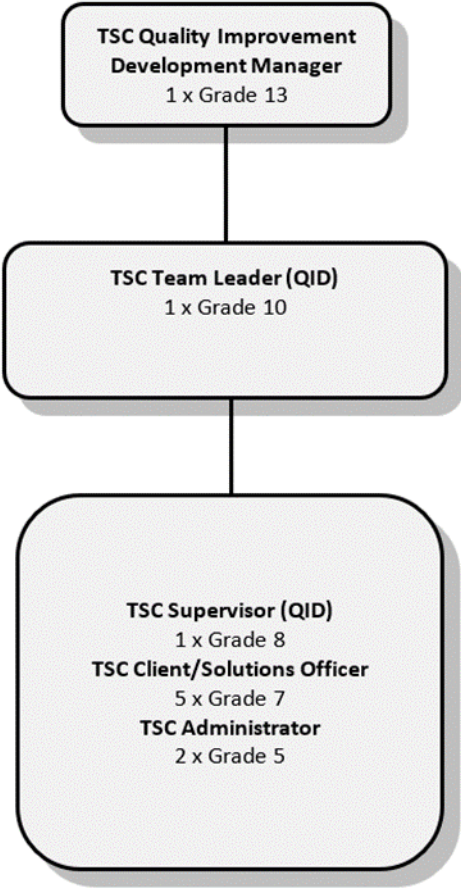 TSC Quality Improvement
Development Manager
1 x Grade 13
TSC Team Leader (QID)
1 x Grade 10
TSC Supervisor (QID)
1 x Grade 8
TSC Client/Solutions Officer
5 x Grade 7
TSC Administrator
2 x Grade 5